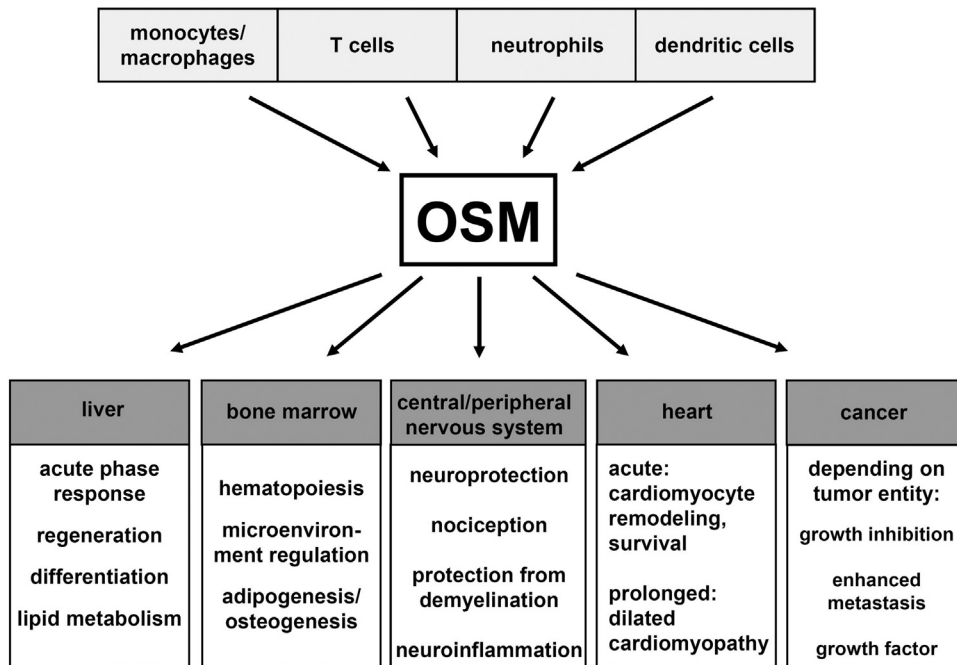 monocytes/
macrophages
T cells
neutrophils
dendritic cells
OSM
liver
acute phase
response
regeneration
differentiation
lipid metabolism
bone marrow
hematopoiesis
microenviron-
ment regulation
adipogenesis/
osteogenesis
central/peripheral
nervous system
neuroprotection
nociception
protection from
demyelination
neuroinflammation
heart
acute:
cardiomyocyte
remodeling,
survival
prolonged:
dilated
cardiomyopathy
cancer
depending on
tumor entity:
growth inhibition
enhanced
metastasis
growth factor